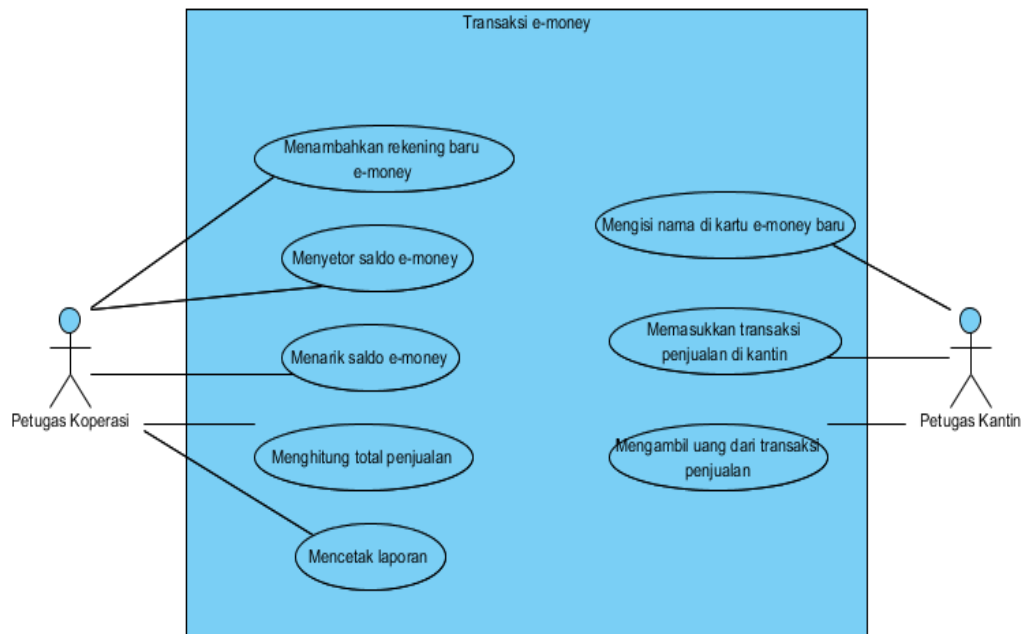 Transaksi e-money
Menambahkan rekening baru
e-money
Menyetor saldo e-money
Menarik saldo e-money
Menghitung total penjualan
Mencetak laporan
Petugas Koperasi
Mengisi nama di kartu e-money baru
Memasukkan transaksi
penjualan di kantin
Mengambil uang dari transaksi
penjualan
Petugas Kantin